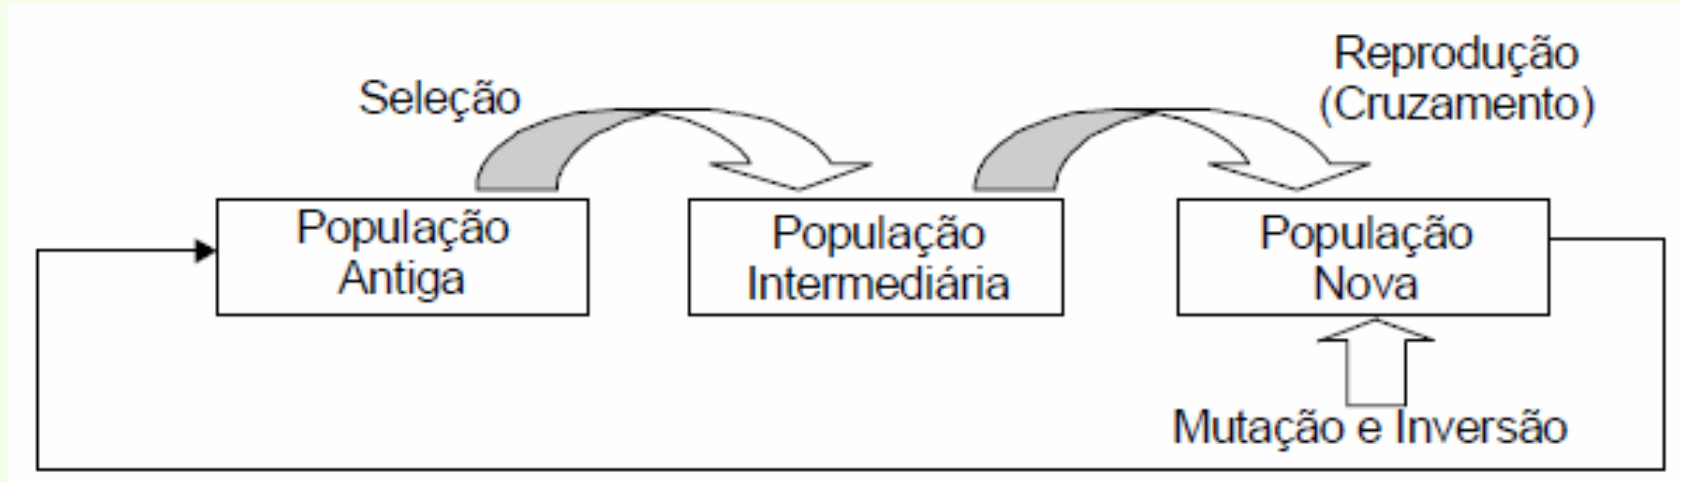 Seleção
Reprodução
(Cruzamento)
População
Antiga
População
Intermediária
População
Nova
Mutação e Inversão